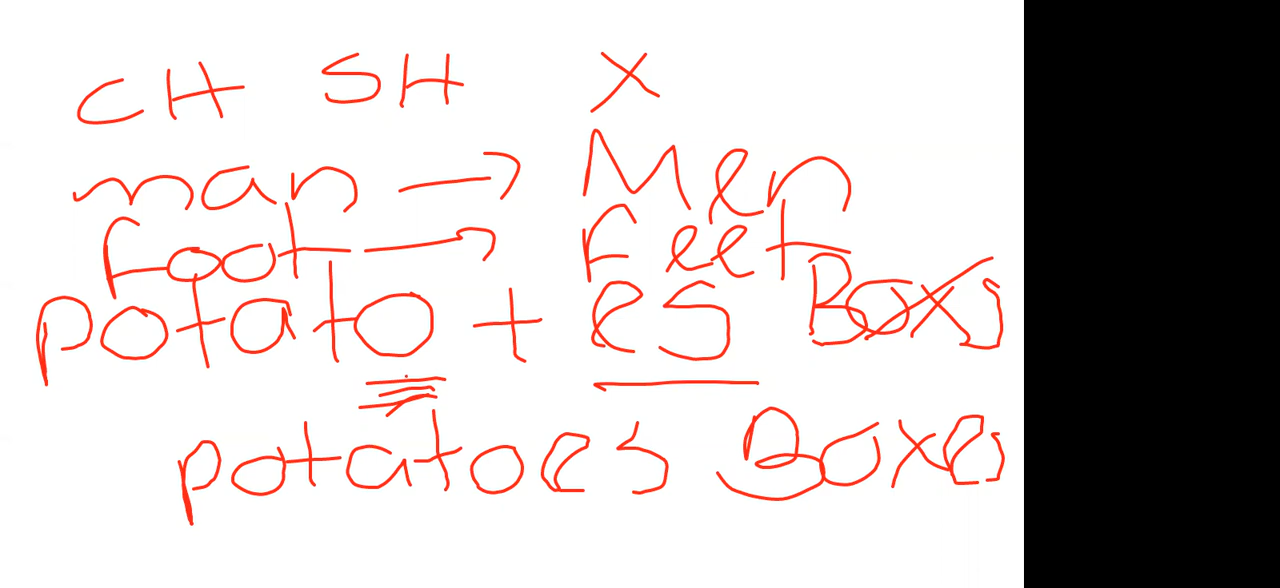 CH SH X
man → Men
foot → Feet
potato + es Boxs
potatoes Boxes